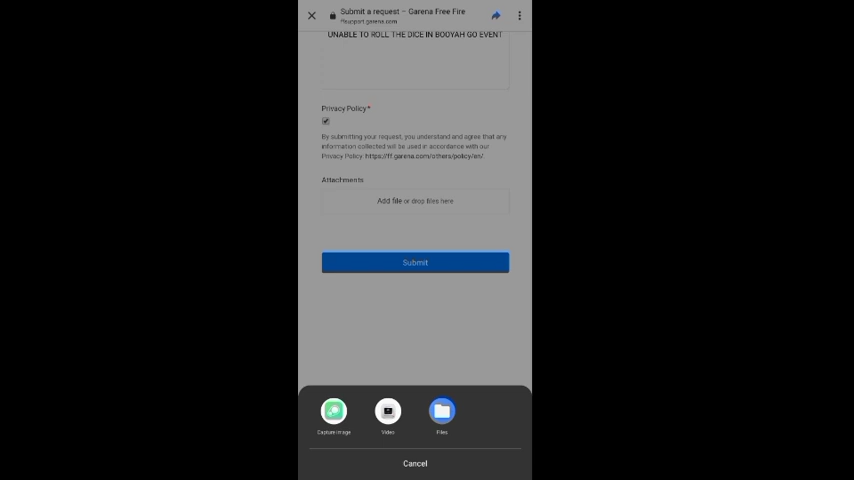 Submit a request – Garena Free Fire
ffsupport.garena.com
UNABLE TO ROLL THE DICE IN BOOYAH GO EVENT
Privacy Policy*
By submitting your request, you understand and agree that any
information collected will be used in accordance with our
Privacy Policy: https://ff.garena.com/others/policy/en/.
Attachments
Add file or drop files here
Submit
Capture image
Video
Files
Cancel